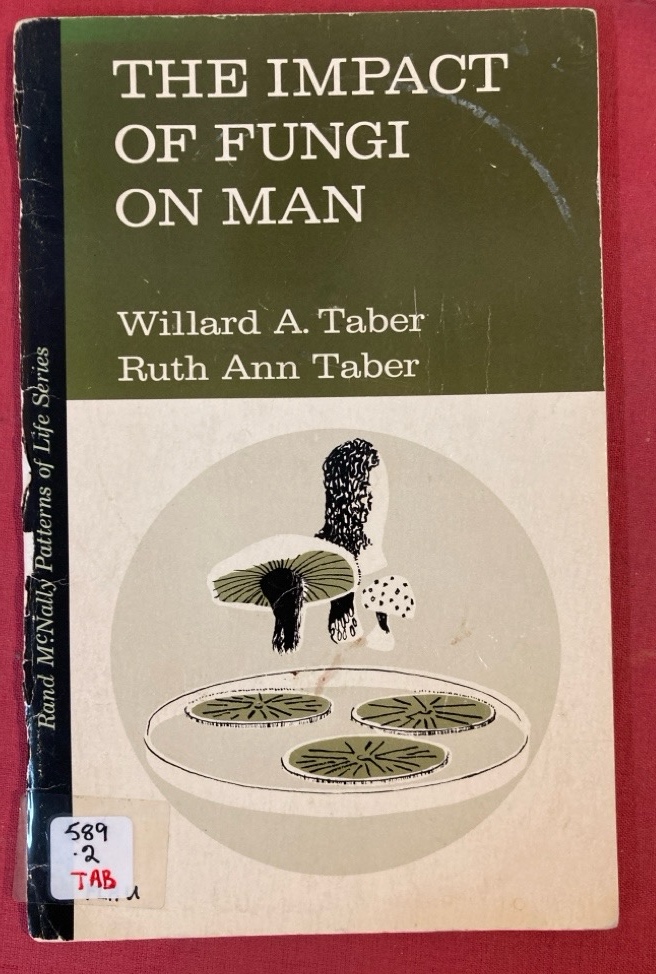 THE IMPACT
OF FUNGI
ON MAN
Willard A. Taber
Ruth Ann Taber
Rand McNally Patterns of Life Series
589
.2
TAB